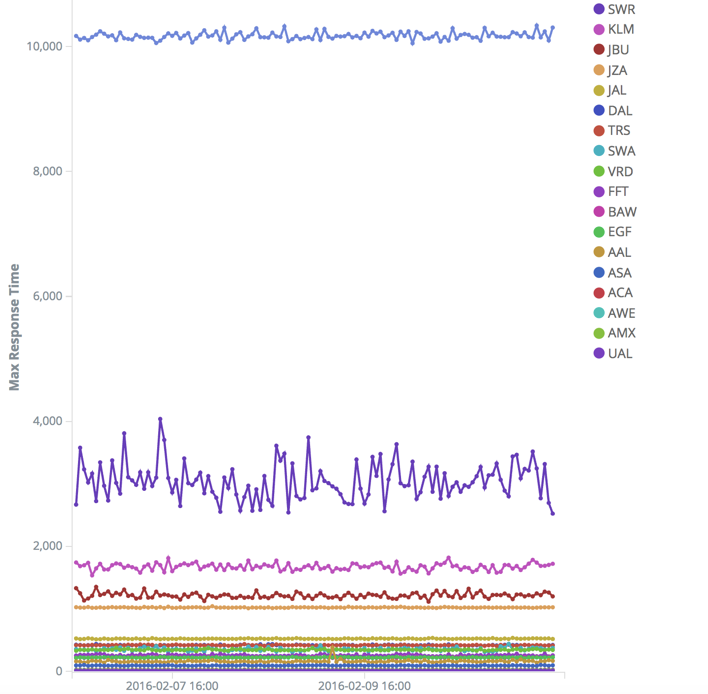 10,000
8,000
6,000
4,000
2,000
0
Max Response Time
2016-02-07 16:00
2016-02-09 16:00
SWR
KLM
JBU
JZA
JAL
DAL
TRS
SWA
VRD
FFT
BAW
EGF
AAL
ASA
ACA
AWE
AMX
UAL